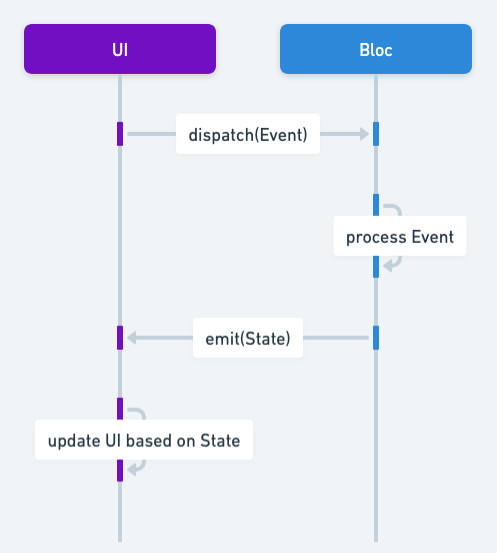 UI
Bloc
dispatch(Event)
process Event
emit(State)
update UI based on State